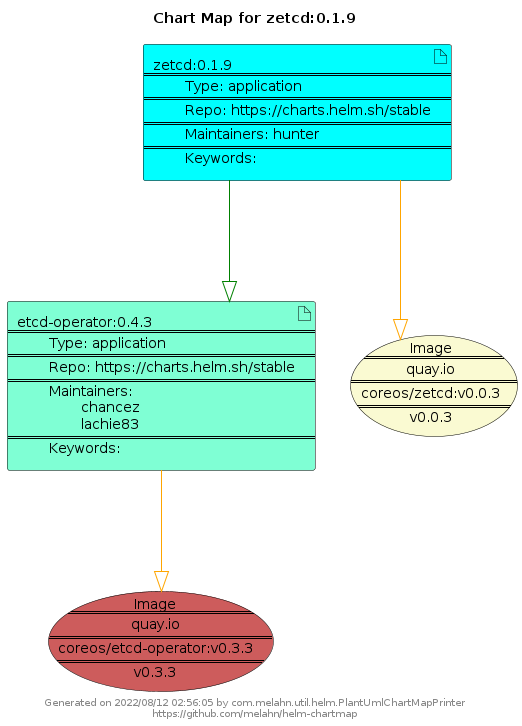 Chart Map for zetcd:0.1.9
zetcd:0.1.9
Type: application
Repo: https://charts.helm.sh/stable
Maintainers: hunter
Keywords:
etcd-operator:0.4.3
Type: application
Repo: https://charts.helm.sh/stable
Maintainers:
chancez
lachie83
Keywords:
Image
quay.io
coreos/zetcd:v0.0.3
v0.0.3
Image
quay.io
coreos/etcd-operator:v0.3.3
v0.3.3
Generated on 2022/08/12 02:56:05 by com.melahn.util.helm.PlantUmlChartMapPrinter
https://github.com/melahn/helm-chartmap